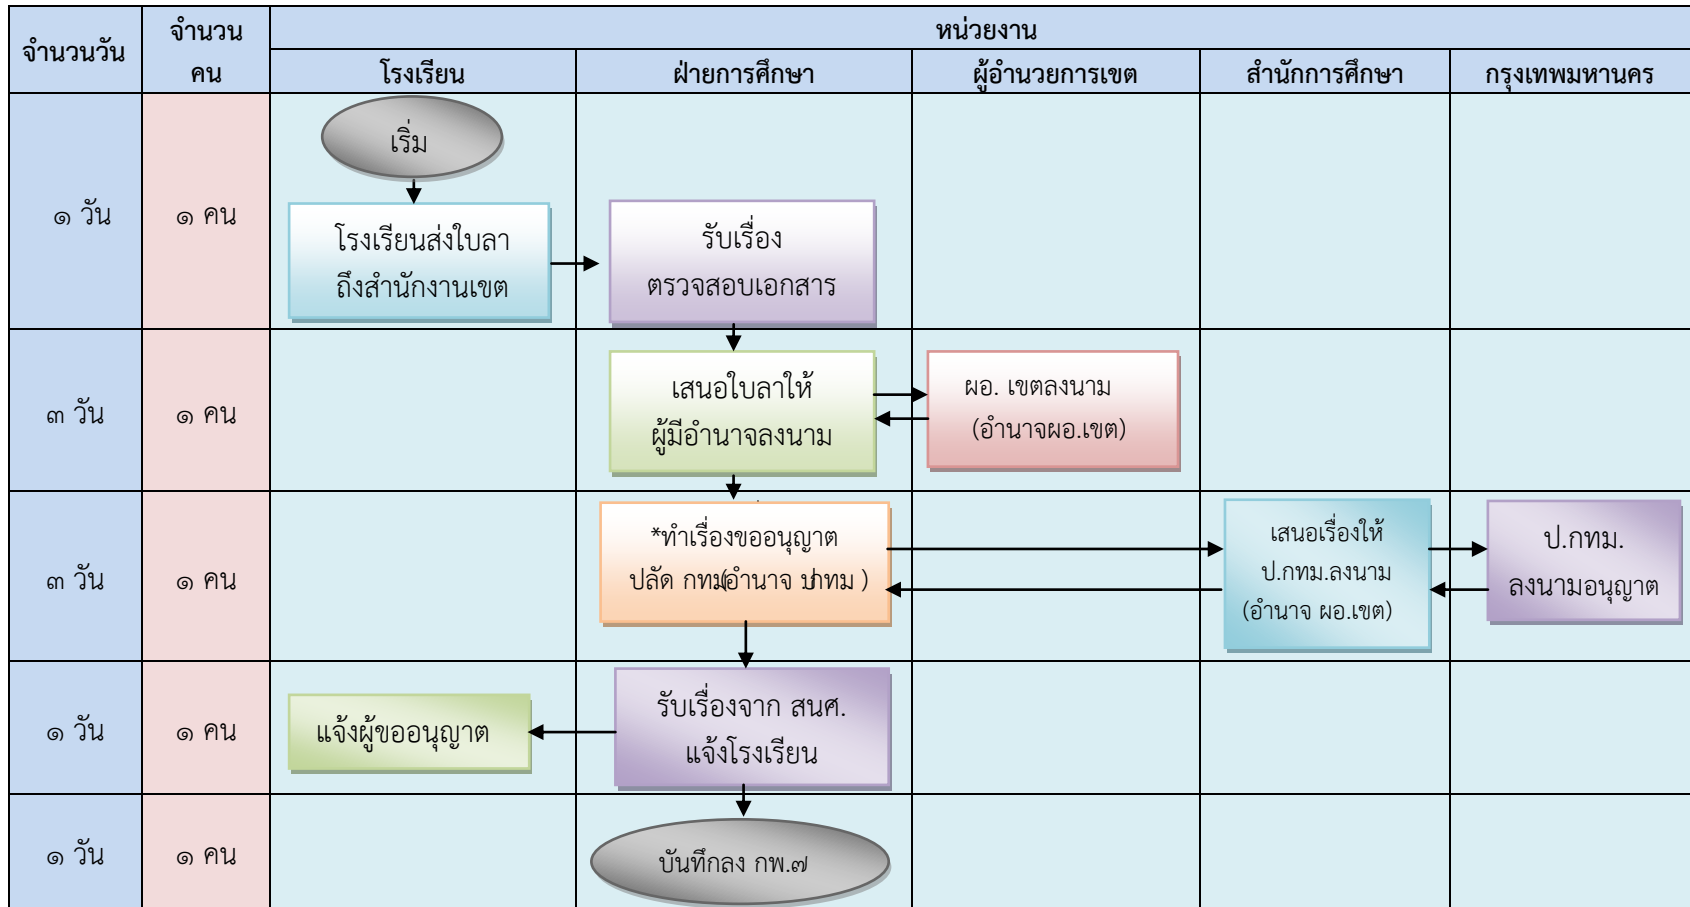 จำนวนวัน
จำนวน
คน
หน่วยงาน
โรงเรียน
ฝ่ายการศึกษา
ผู้อำนวยการเขต
สำนักการศึกษา
กรุงเทพมหานคร
๑ วัน
๑ คน
เริ่ม
โรงเรียนส่งใบลา
ถึงสำนักงานเขต
รับเรื่อง
ตรวจสอบเอกสาร
๓ วัน
๑ คน
เสนอใบลาให้
ผู้มีอำนาจลงนาม
ผอ. เขตลงนาม
(อำนาจผอ.เขต)
๓ วัน
๑ คน
*ทำเรื่องขออนุญาต
ปลัด กทม(อำนาจ ป.กทม )
เสนอเรื่องให้
ป.กทม.ลงนาม
(อำนาจ ผอ.เขต)
ป.กทม.
ลงนามอนุญาต
๑ วัน
๑ คน
แจ้งผู้ขออนุญาต
รับเรื่องจาก สนศ.
แจ้งโรงเรียน
๑ วัน
๑ คน
บันทึกลง กพ.๗